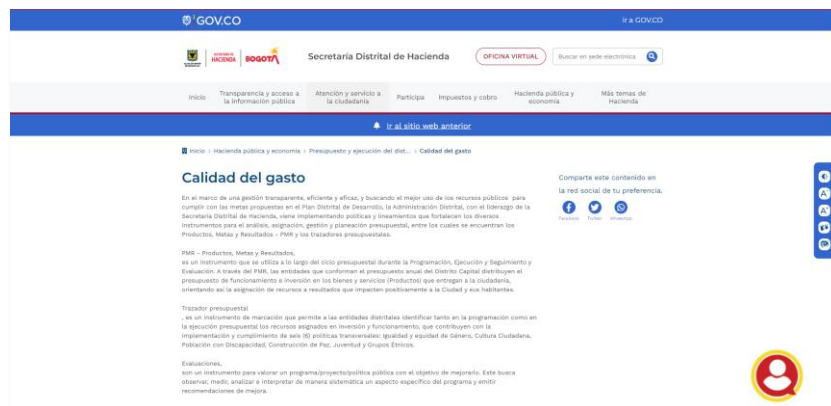 GOV.CO
Ir a GOV.CO
HACIENDA
BOGOTÁ
Secretaría Distrital de Hacienda
OFICINA VIRTUAL
Buscar en sede electrónica
Inicio
Transparencia y acceso a
la información pública
Atención y servicio a
la ciudadanía
Participa
Impuestos y cobro
Hacienda pública y
economía
Más temas de
Hacienda
Ir al sitio web anterior
Inicio > Hacienda pública y economía > Presupuesto y ejecución del dist... > Calidad del gasto
Calidad del gasto
En el marco de una gestión transparente, eficiente y eficaz, y buscando el mejor uso de los recursos públicos para
cumplir con las metas propuestas en el Plan Distrital de Desarrollo, la Administración Distrital, con el liderazgo de la
Secretaría Distrital de Hacienda, viene implementando políticas y lineamientos que fortalecen los diversos
instrumentos para el análisis, asignación, gestión y planeación presupuestal, entre los cuales se encuentran los
Productos, Metas y Resultados - PMR y los trazadores presupuestales.
PMR - Productos, Metas y Resultados,
es un instrumento que se utiliza a lo largo del ciclo presupuestal durante la Programación, Ejecución y Seguimiento y
Evaluación. A través del PMR, las entidades que conforman el presupuesto anual del Distrito Capital distribuyen el
presupuesto de funcionamiento e inversión en los bienes y servicios (Productos) que entregan a la ciudadanía,
orientando así la asignación de recursos a resultados que impacten positivamente a la Ciudad y sus habitantes.
Trazador presupuestal
, es un instrumento de marcación que permite a las entidades distritales identificar tanto en la programación como en
la ejecución presupuestal los recursos asignados en inversión y funcionamiento, que contribuyen con la
implementación y cumplimiento de seis (6) políticas transversales: Igualdad y equidad de Género, Cultura Ciudadana,
Población con Discapacidad, Construcción de Paz, Juventud y Grupos Étnicos.
Evaluaciones,
son un instrumento para valorar un programa/proyecto/política pública con el objetivo de mejorarlo. Este busca
observar, medir, analizar e interpretar de manera sistemática un aspecto específico del programa y emitir
recomendaciones de mejora.
Comparte este contenido en
la red social de tu preferencia.
Facebook
Twitter
WhatsApp